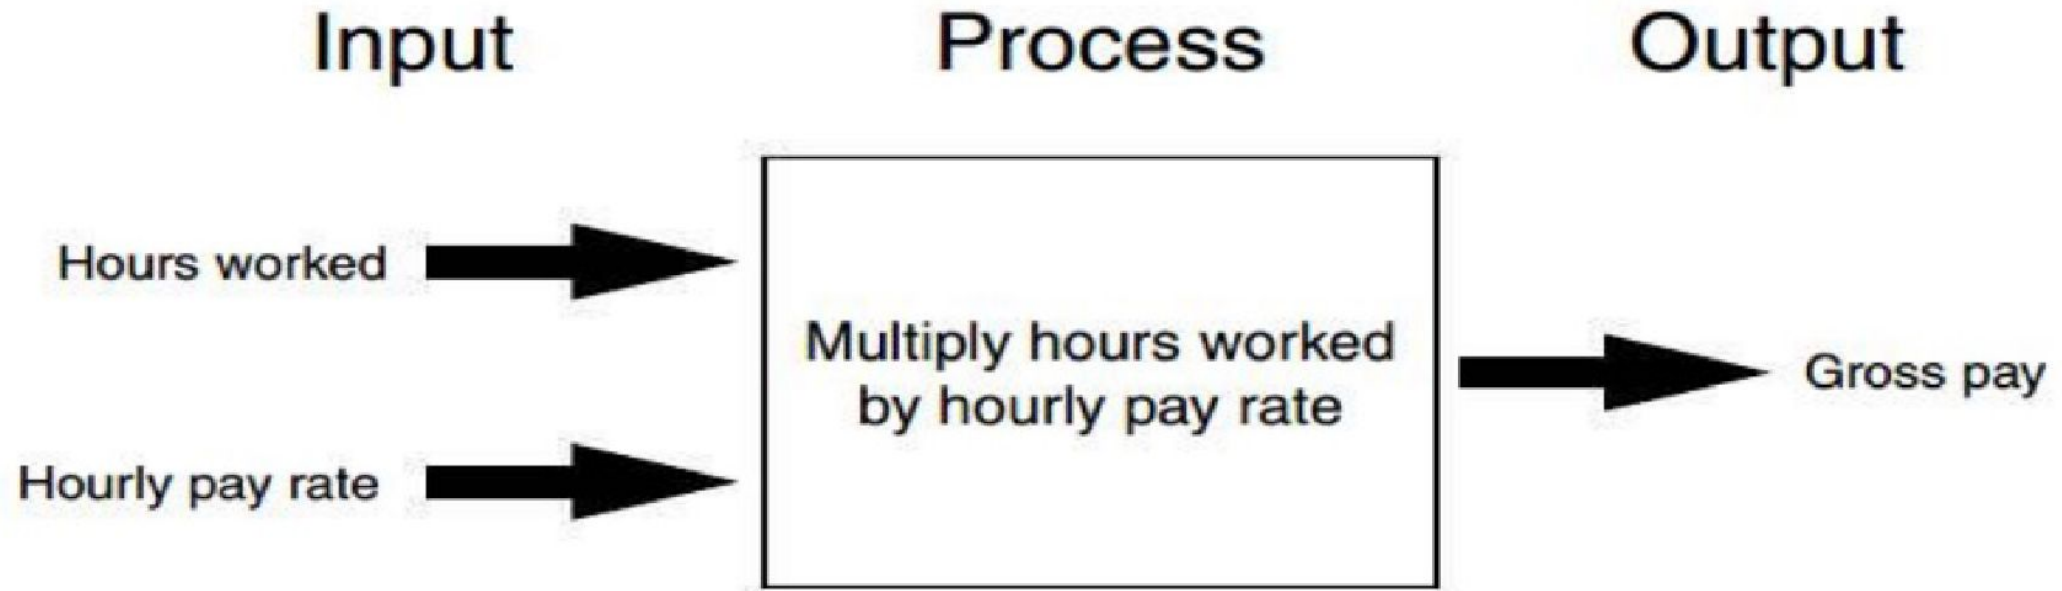 Input
Process
Output
Hours worked
Hourly pay rate
Multiply hours worked
by hourly pay rate
Gross pay